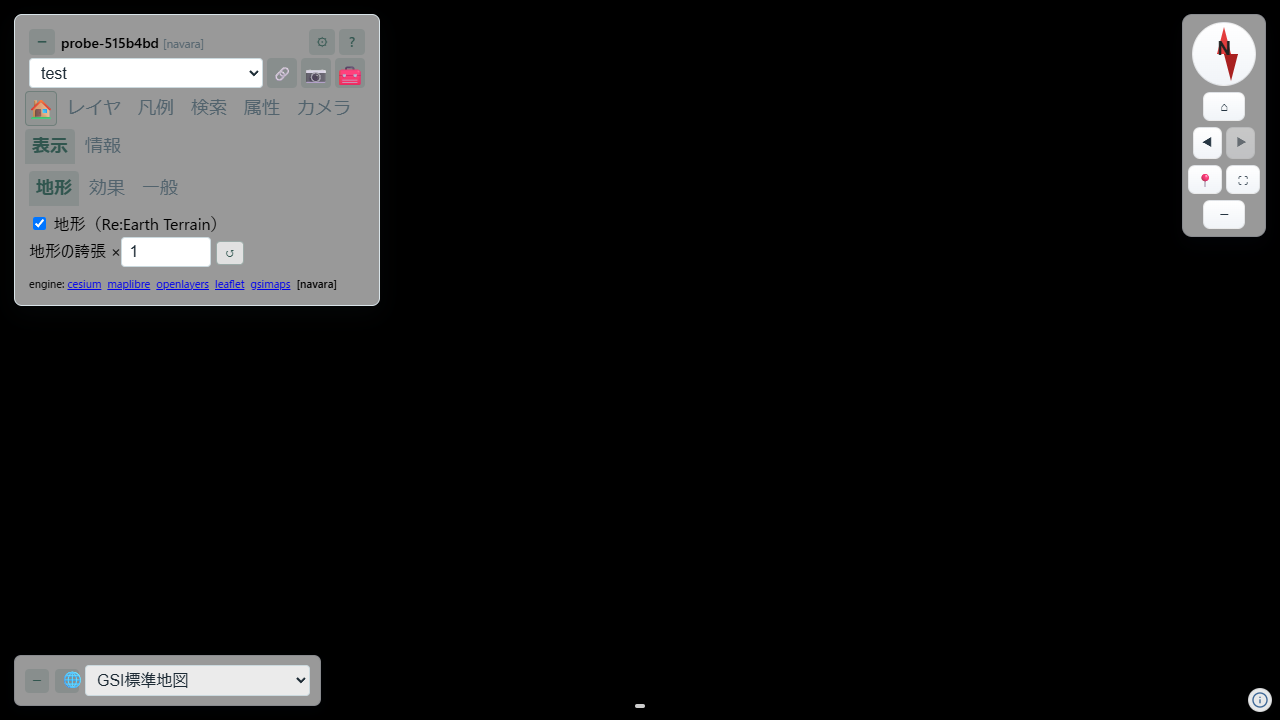 − probe-515b4bd [navara] ⚙ ?
test
レイヤ 凡例 検索 属性 カメラ
表示 情報
地形 効果 一般
地形（Re:Earth Terrain）
地形の誇張 × 1 ↺
engine: cesium maplibre openlayers leaflet gsimaps [navara]
N
−
− GSI標準地図